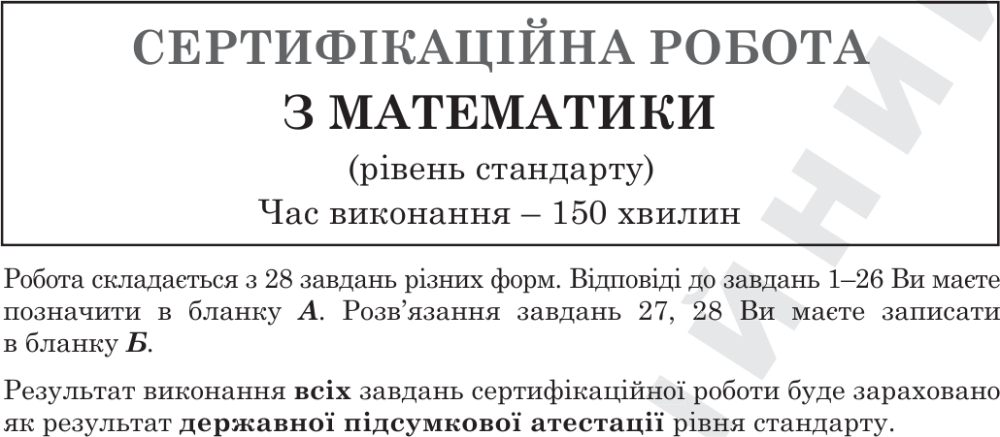 СЕРТИФІКАЦІЙНА РОБОТА
З МАТЕМАТИКИ
(рівень стандарту)
Час виконання – 150 хвилин
Робота складається з 28 завдань різних форм. Відповіді до завдань 1–26 Ви маєте
позначити в бланку А. Розв'язання завдань 27, 28 Ви маєте записати
в бланку Б.
Результат виконання всіх завдань сертифікаційної роботи буде зараховано
як результат державної підсумкової атестації рівня стандарту.